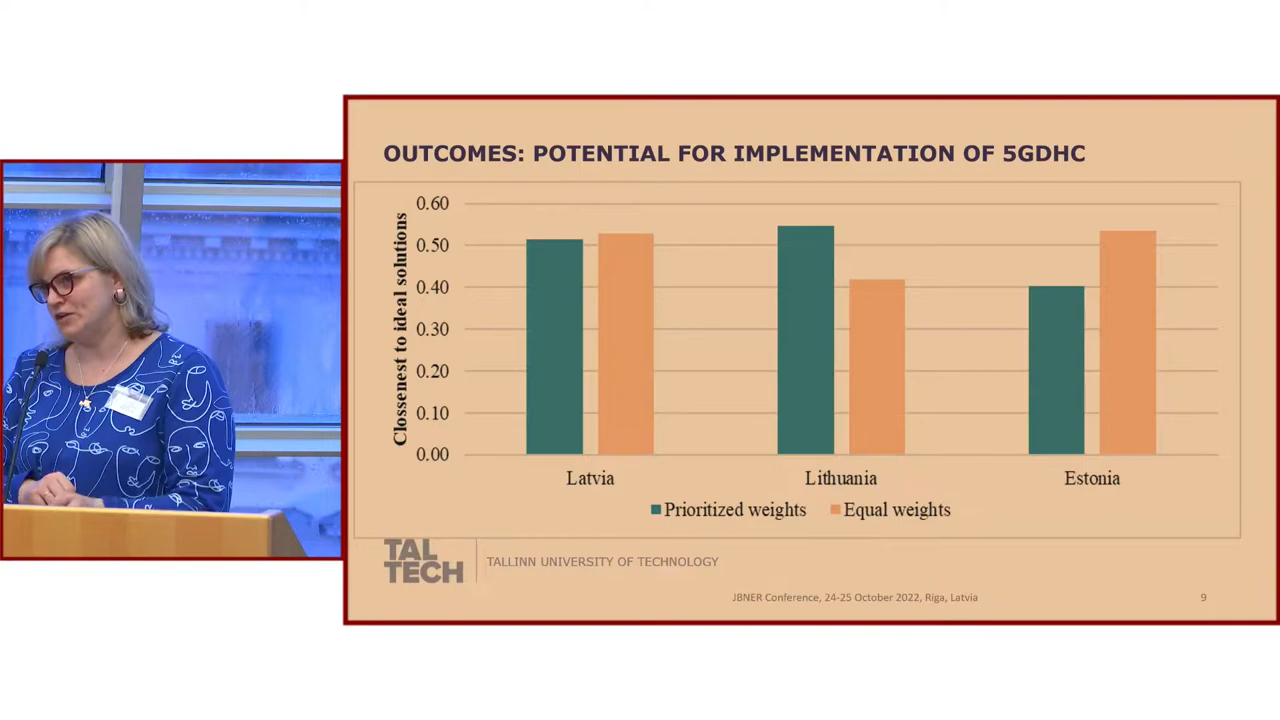 OUTCOMES: POTENTIAL FOR IMPLEMENTATION OF 5GDHC
Clossenest to ideal solutions
0.60
0.50
0.40
0.30
0.20
0.10
0.00
Latvia
Lithuania
Estonia
Prioritized weights
Equal weights
TAL
TECH
TALLINN UNIVERSITY OF TECHNOLOGY
JBNER Conference, 24-25 October 2022, Riga, Latvia
9